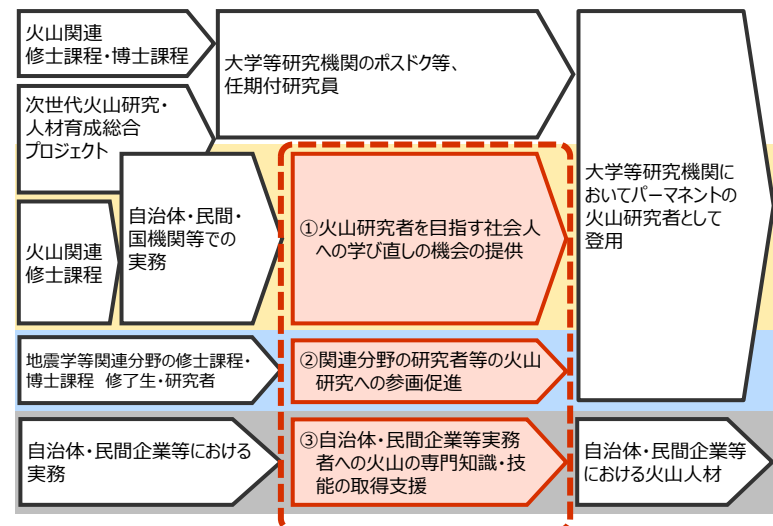 火山関連
修士課程・博士課程
大学等研究機関のポスドク等、
任期付研究員
次世代火山研究・
人材育成総合
プロジェクト
火山関連
修士課程
自治体・民間・
国機関等での
実務
①火山研究者を目指す社会人
への学び直しの機会の提供
大学等研究機関に
おいてパーマネントの
火山研究者として
登用
地震学等関連分野の修士課程・
博士課程 修了生・研究者
②関連分野の研究者等の火山
研究への参画促進
自治体・民間企業等における
実務
③自治体・民間企業等実務
者への火山の専門知識・技
能の取得支援
自治体・民間企業等
における火山人材